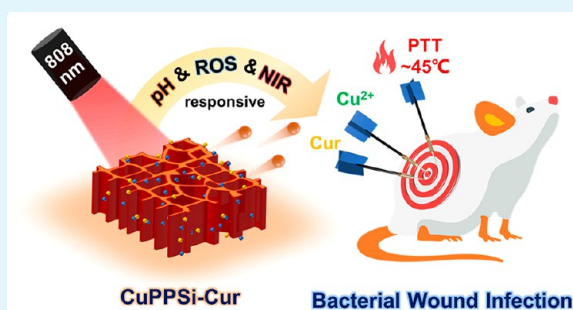 808
nm
pH & ROS & NIR
responsive
PTT
~45℃
Cu²⁺
Cur
CuPPSi-Cur
Bacterial Wound Infection